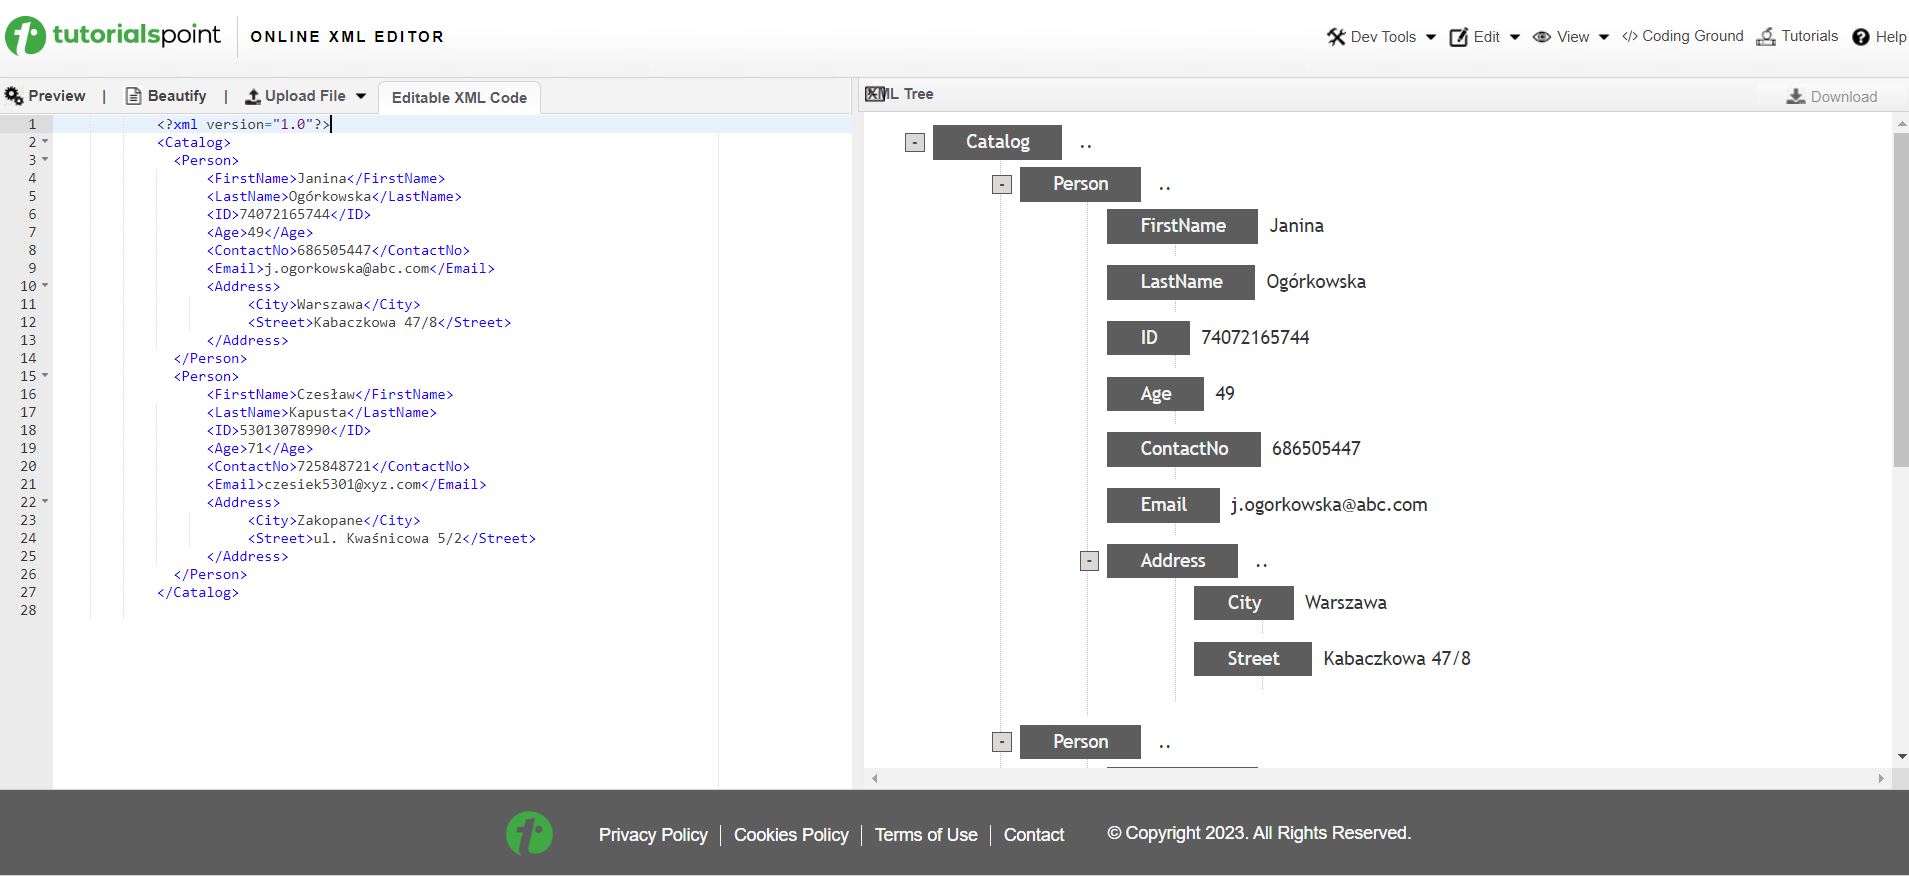 tutorialspoint ONLINE XML EDITOR
Dev Tools Edit View </> Coding Ground Tutorials ? Help
Preview | Beautify | Upload File Editable XML Code
1 <?xml version="1.0"?>
2 <Catalog>
3 <Person>
4 <FirstName>Janina</FirstName>
5 <LastName>Ogórkowska</LastName>
6 <ID>74072165744</ID>
7 <Age>49</Age>
8 <ContactNo>686505447</ContactNo>
9 <Email>j.ogorkowska@abc.com</Email>
10 <Address>
11 <City>Warszawa</City>
12 <Street>Kabaczkowa 47/8</Street>
13 </Address>
14 </Person>
15 <Person>
16 <FirstName>Czesław</FirstName>
17 <LastName>Kapusta</LastName>
18 <ID>53013078990</ID>
19 <Age>71</Age>
20 <ContactNo>725848721</ContactNo>
21 <Email>czesiek5301@xyz.com</Email>
22 <Address>
23 <City>Zakopane</City>
24 <Street>ul. Kwaśnicowa 5/2</Street>
25 </Address>
26 </Person>
27 </Catalog>
28
XML Tree Download
- Catalog ..
- Person ..
FirstName Janina
LastName Ogórkowska
ID 74072165744
Age 49
ContactNo 686505447
Email j.ogorkowska@abc.com
- Address ..
City Warszawa
Street Kabaczkowa 47/8
- Person ..
Privacy Policy | Cookies Policy | Terms of Use | Contact © Copyright 2023. All Rights Reserved.